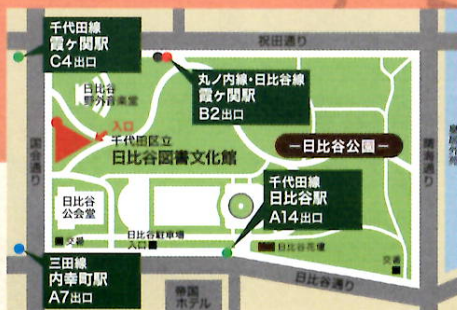 千代田線
霞ヶ関駅
C4出口
祝田通り
丸ノ内線・日比谷線
霞ヶ関駅
B2出口
日比谷
野外音楽堂
入口
千代田区立
日比谷図書文化館
日比谷公園
国会通り
晴海通り
千代田線
日比谷駅
A14出口
日比谷
公会堂
交番
日比谷駐車場
入口
日比谷花壇
交番
三田線
内幸町駅
A7出口
日比谷通り
帝国
ホテル